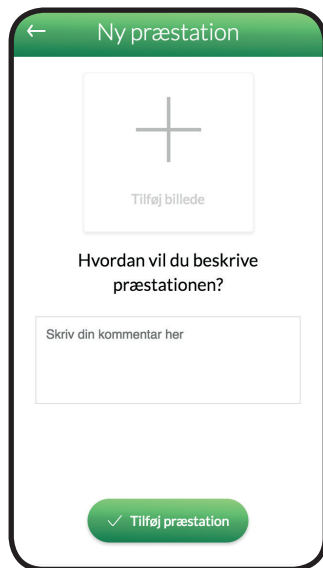 Ny præstation
Tilføj billede
Hvordan vil du beskrive
præstationen?
Skriv din kommentar her
Tilføj præstation